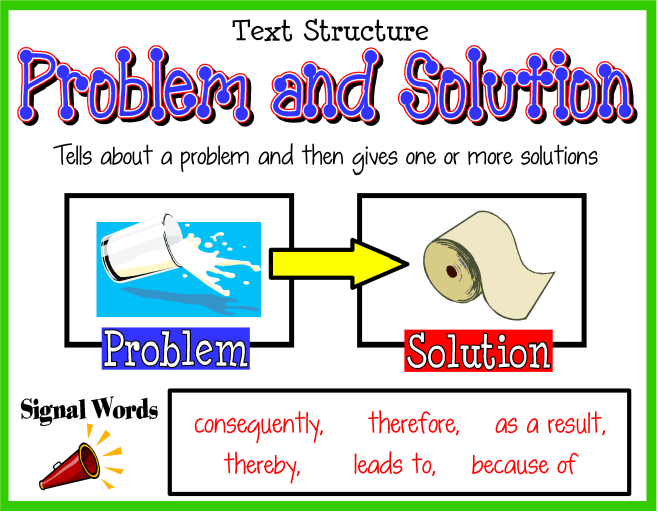 Text Structure
Problem and Solution
Tells about a problem and then gives one or more solutions
Problem
Solution
Signal Words
consequently, therefore, as a result,
thereby, leads to, because of